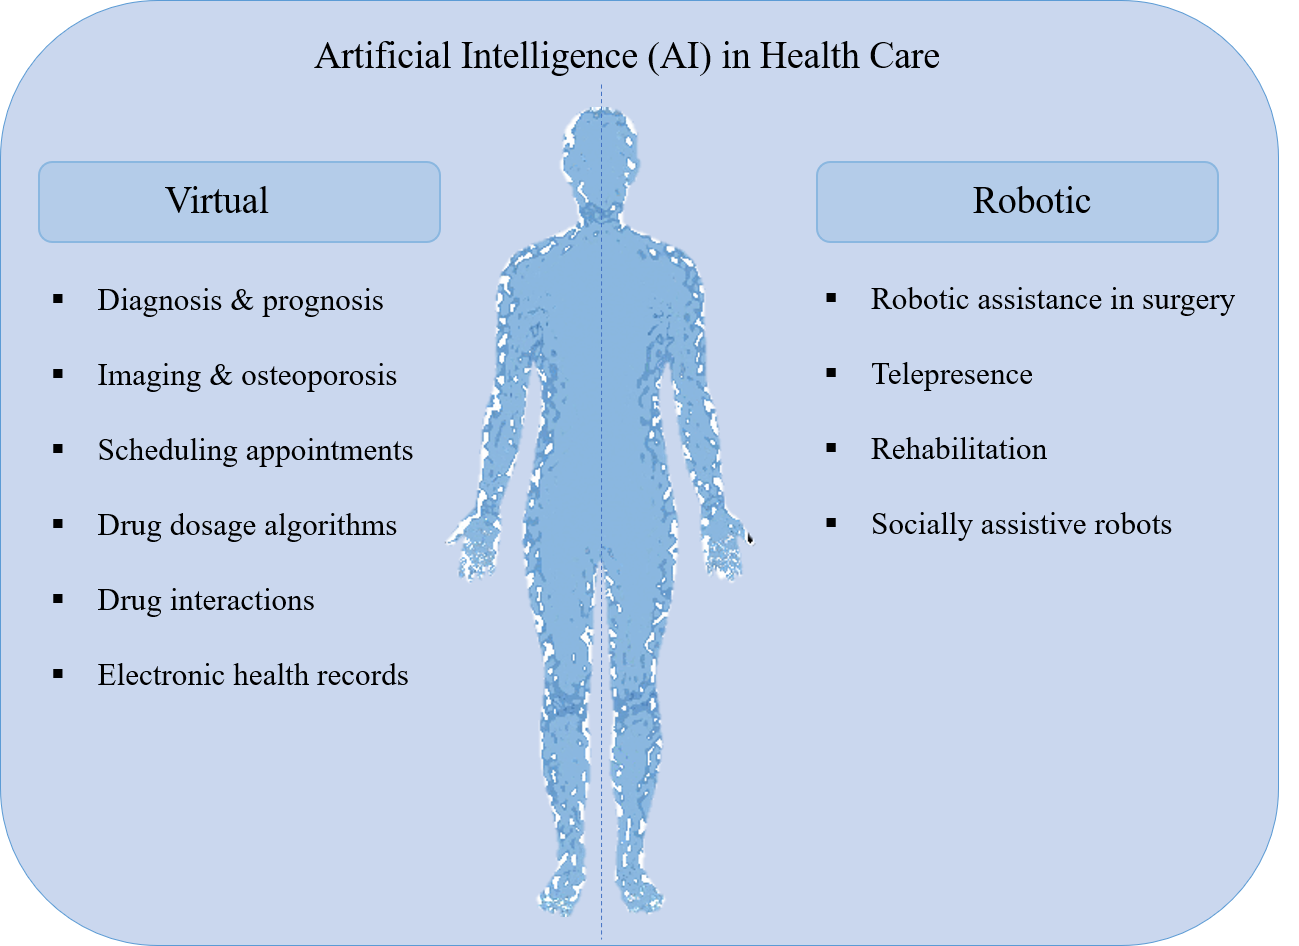 Artificial Intelligence (AI) in Health Care
Virtual
Diagnosis & prognosis
Imaging & osteoporosis
Scheduling appointments
Drug dosage algorithms
Drug interactions
Electronic health records
Robotic
Robotic assistance in surgery
Telepresence
Rehabilitation
Socially assistive robots